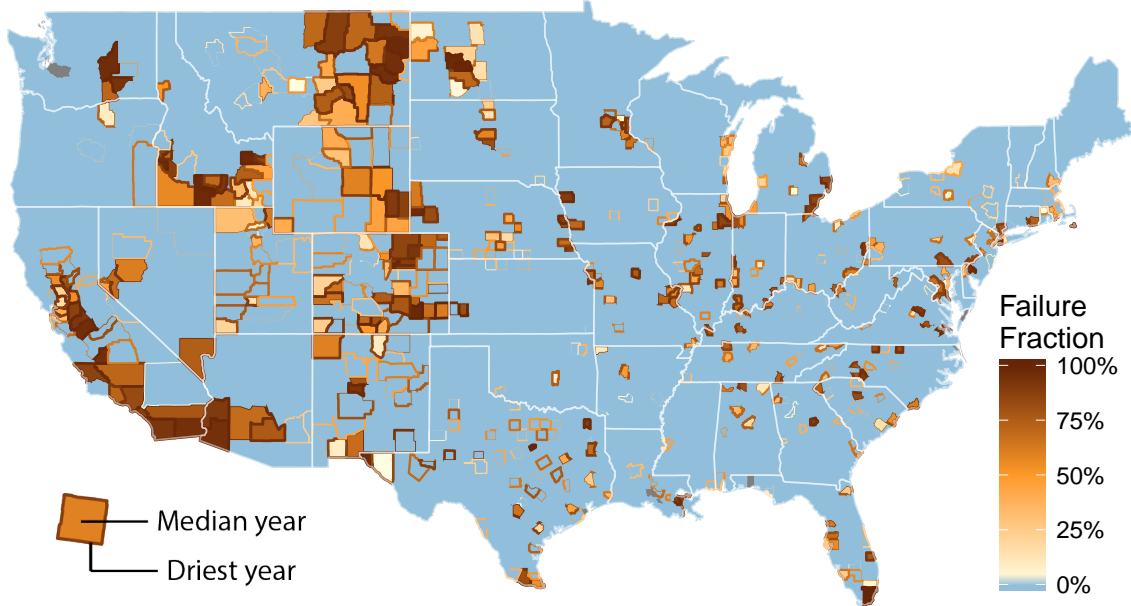 Failure
Fraction
100%
75%
50%
25%
0%
Median year
Driest year